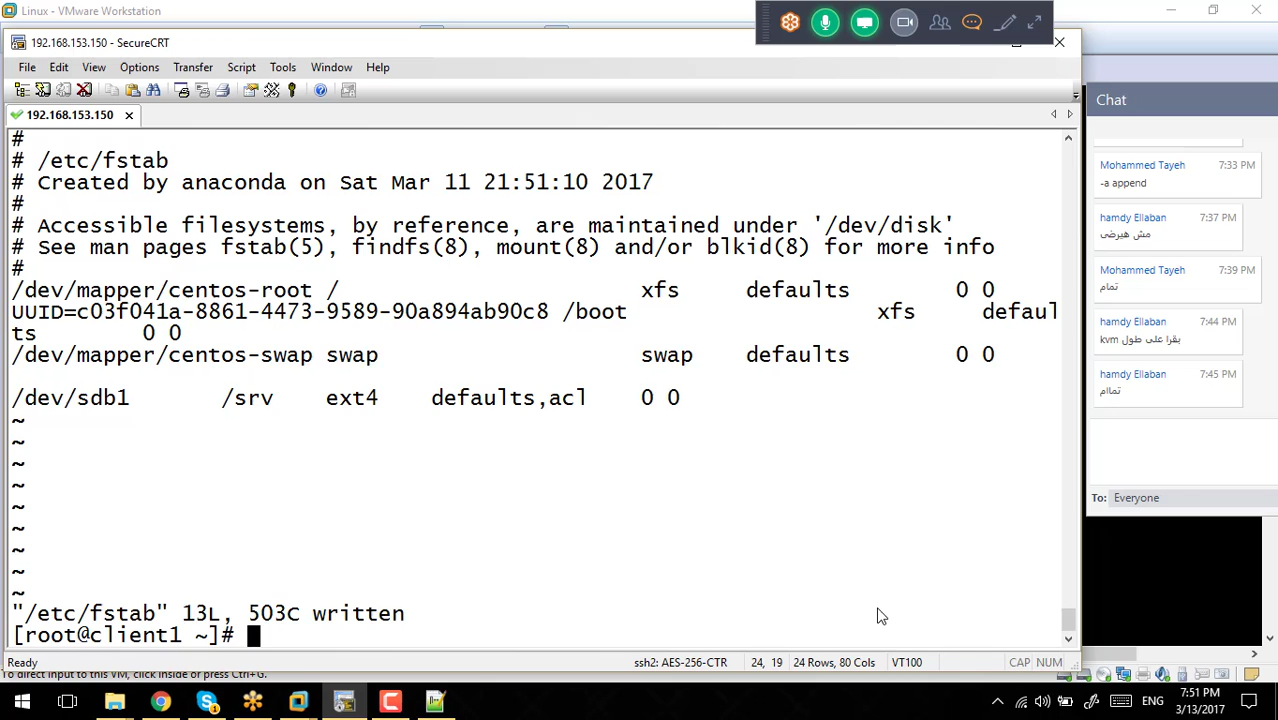 Linux - VMware Workstation
192.168.153.150 - SecureCRT
File Edit View Options Transfer Script Tools Window Help
192.168.153.150
#
# /etc/fstab
# Created by anaconda on Sat Mar 11 21:51:10 2017
#
# Accessible filesystems, by reference, are maintained under '/dev/disk'
# See man pages fstab(5), findfs(8), mount(8) and/or blkid(8) for more info
#
/dev/mapper/centos-root / xfs defaults 0 0
UUID=c03f041a-8861-4473-9589-90a894ab90c8 /boot xfs defaul
ts 0 0
/dev/mapper/centos-swap swap swap defaults 0 0
/dev/sdb1 /srv ext4 defaults,acl 0 0
~
~
~
~
~
~
~
~
~
"/etc/fstab" 13L, 503C written
[root@client1 ~]#
Ready ssh2: AES-256-CTR 24, 19 24 Rows, 80 Cols VT100 CAP NUM
To direct input to this VM, click inside or press Ctrl+G.
Chat
Mohammed Tayeh 7:33 PM
-a append
hamdy Ellaban 7:37 PM
مش هيرضى
Mohammed Tayeh 7:39 PM
تمام
hamdy Ellaban 7:44 PM
بقرا على طول kvm
hamdy Ellaban 7:45 PM
تماام
To: Everyone
ENG
7:51 PM
3/13/2017